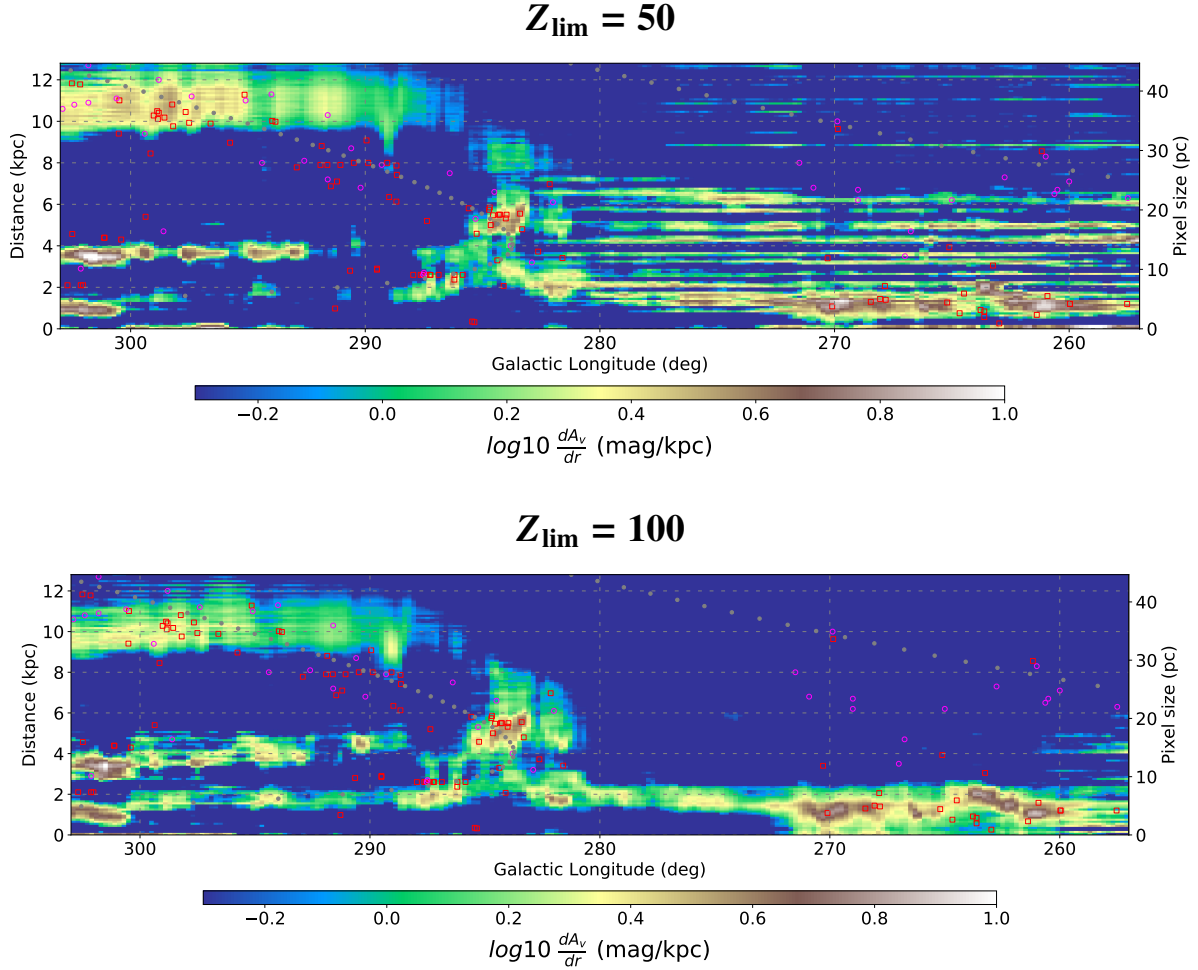 Z_lim = 50
12
10
8
6
4
2
0
Distance (kpc)
40
30
20
10
0
Pixel size (pc)
300 290 280 270 260
Galactic Longitude (deg)
−0.2 0.0 0.2 0.4 0.6 0.8 1.0
log10 dA_v/dr (mag/kpc)
Z_lim = 100
12
10
8
6
4
2
0
Distance (kpc)
40
30
20
10
0
Pixel size (pc)
300 290 280 270 260
Galactic Longitude (deg)
−0.2 0.0 0.2 0.4 0.6 0.8 1.0
log10 dA_v/dr (mag/kpc)